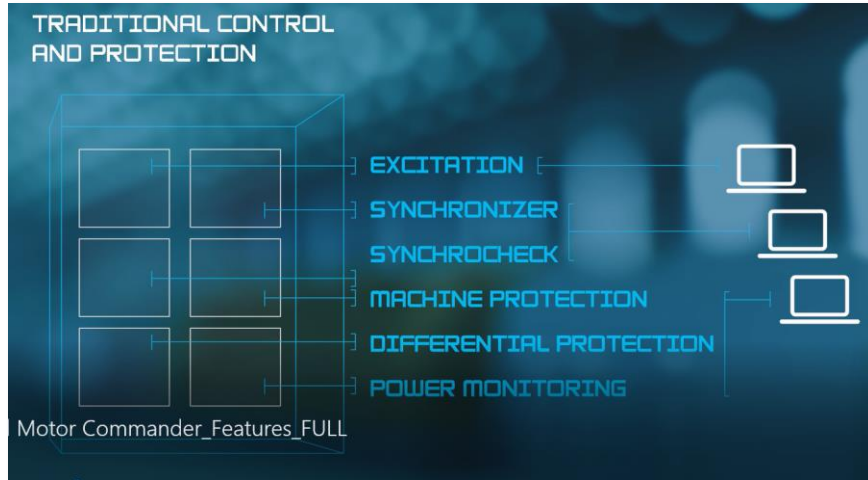 TRADITIONAL CONTROL
AND PROTECTION
EXCITATION
SYNCHRONIZER
SYNCHROCHECK
MACHINE PROTECTION
DIFFERENTIAL PROTECTION
POWER MONITORING
Motor Commander_Features_FULL